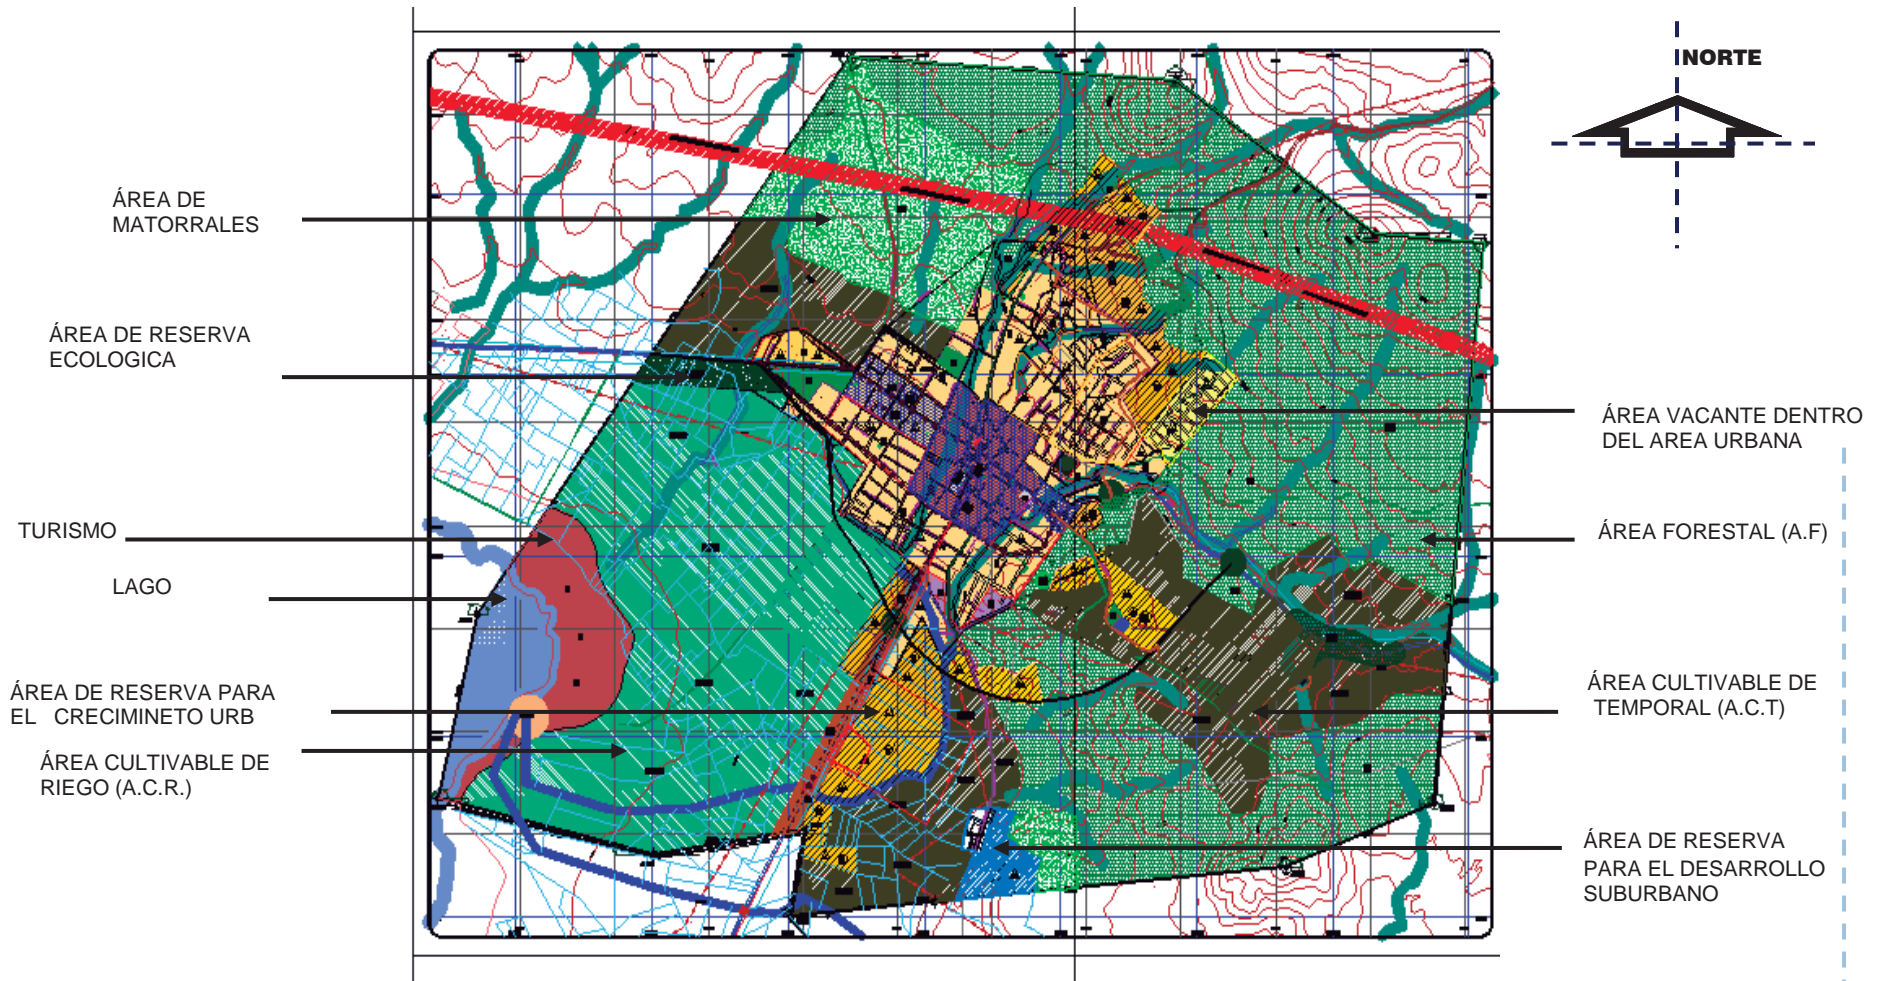 NORTE
ÁREA DE
MATORRALES
ÁREA DE RESERVA
ECOLOGICA
TURISMO
LAGO
ÁREA DE RESERVA PARA
EL CRECIMINETO URB
ÁREA CULTIVABLE DE
RIEGO (A.C.R.)
ÁREA VACANTE DENTRO
DEL AREA URBANA
ÁREA FORESTAL (A.F)
ÁREA CULTIVABLE DE
TEMPORAL (A.C.T)
ÁREA DE RESERVA
PARA EL DESARROLLO
SUBURBANO